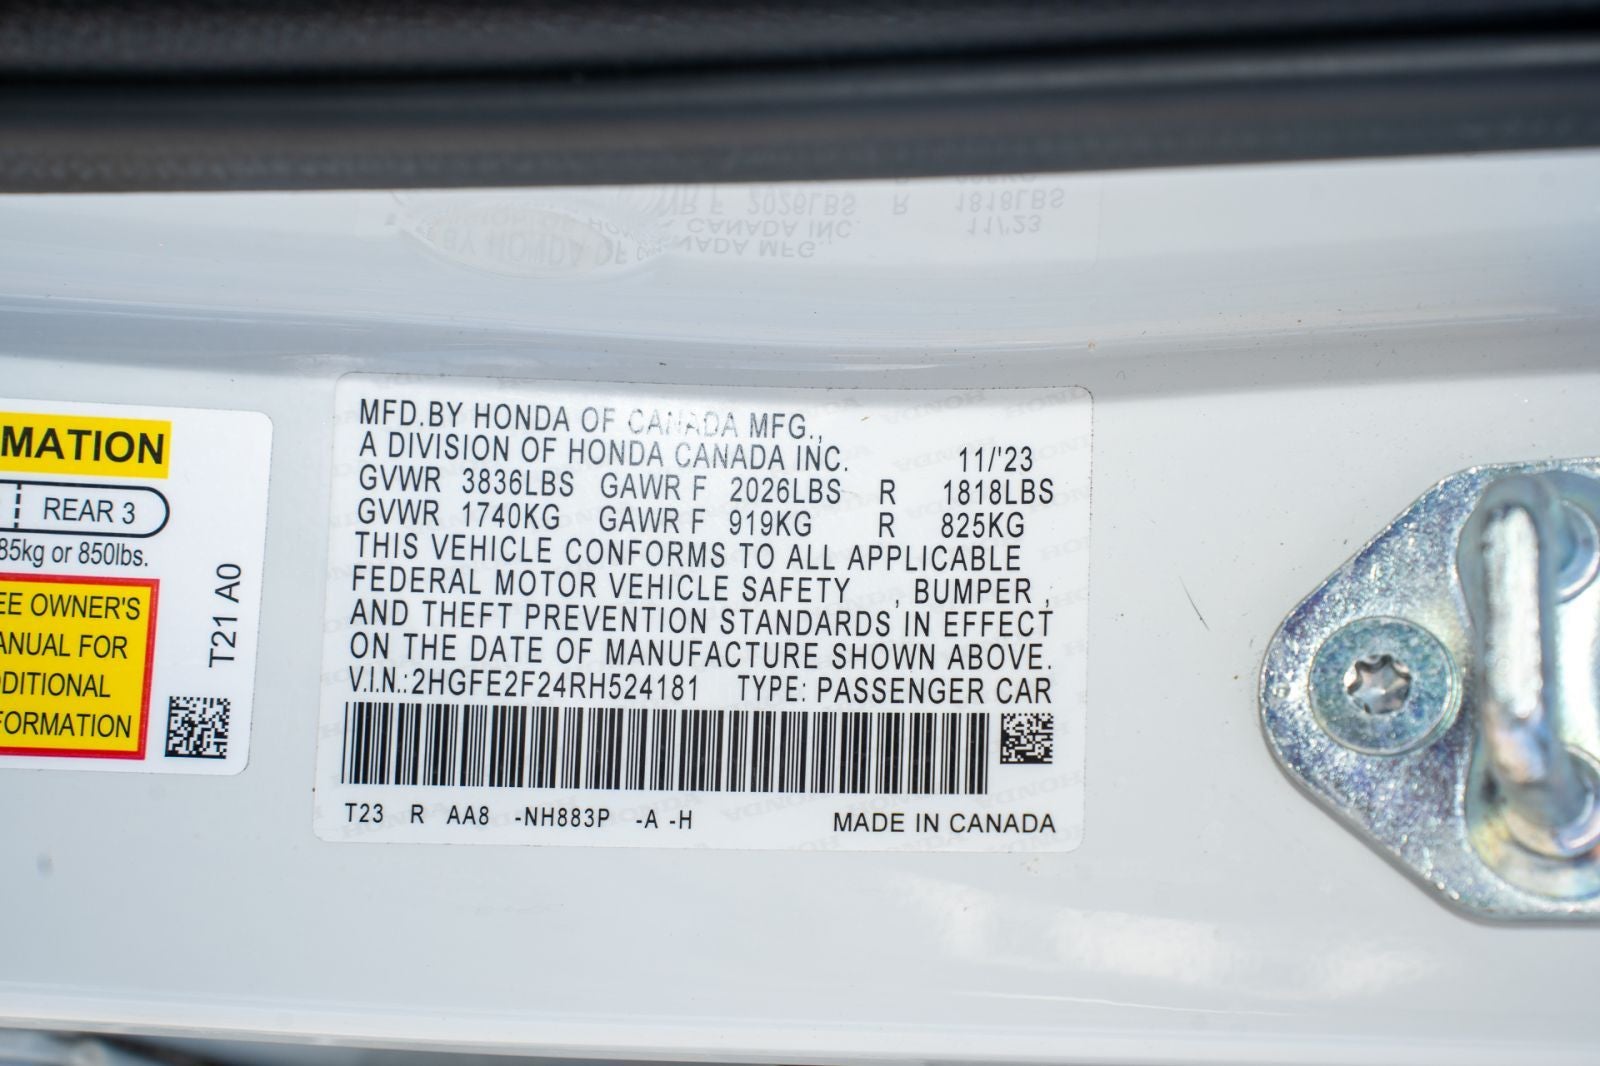 MATION
REAR 3
85kg or 850lbs.
EE OWNER'S
ANUAL FOR
DDITIONAL
FORMATION
T21 A0
MFD.BY HONDA OF CANADA MFG.,
A DIVISION OF HONDA CANADA INC. 11/'23
GVWR 3836LBS GAWR F 2026LBS R 1818LBS
GVWR 1740KG GAWR F 919KG R 825KG
THIS VEHICLE CONFORMS TO ALL APPLICABLE
FEDERAL MOTOR VEHICLE SAFETY , BUMPER ,
AND THEFT PREVENTION STANDARDS IN EFFECT
ON THE DATE OF MANUFACTURE SHOWN ABOVE.
V.I.N.:2HGFE2F24RH524181 TYPE: PASSENGER CAR
T23 R AA8 -NH883P -A -H MADE IN CANADA